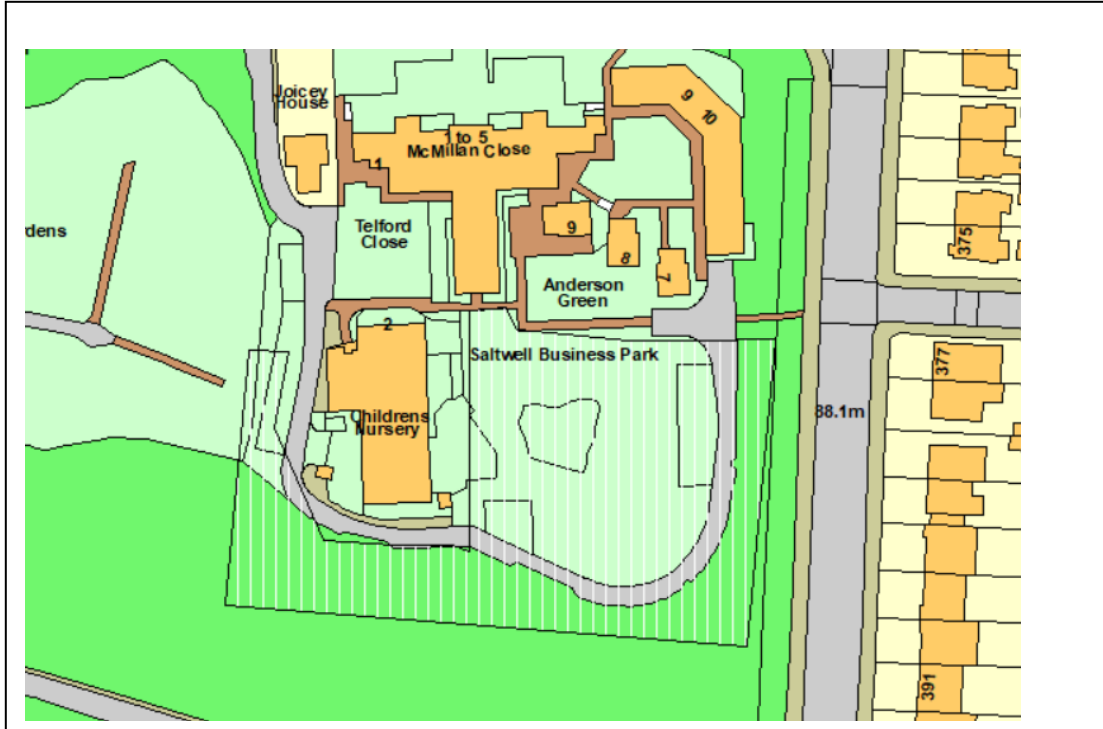 Joicey
House
9
10
1 to 5
McMillan Close
1
rdens
Telford
Close
9
8
7
375
Anderson
Green
2
Saltwell Business Park
377
Childrens
Nursery
88.1m
391